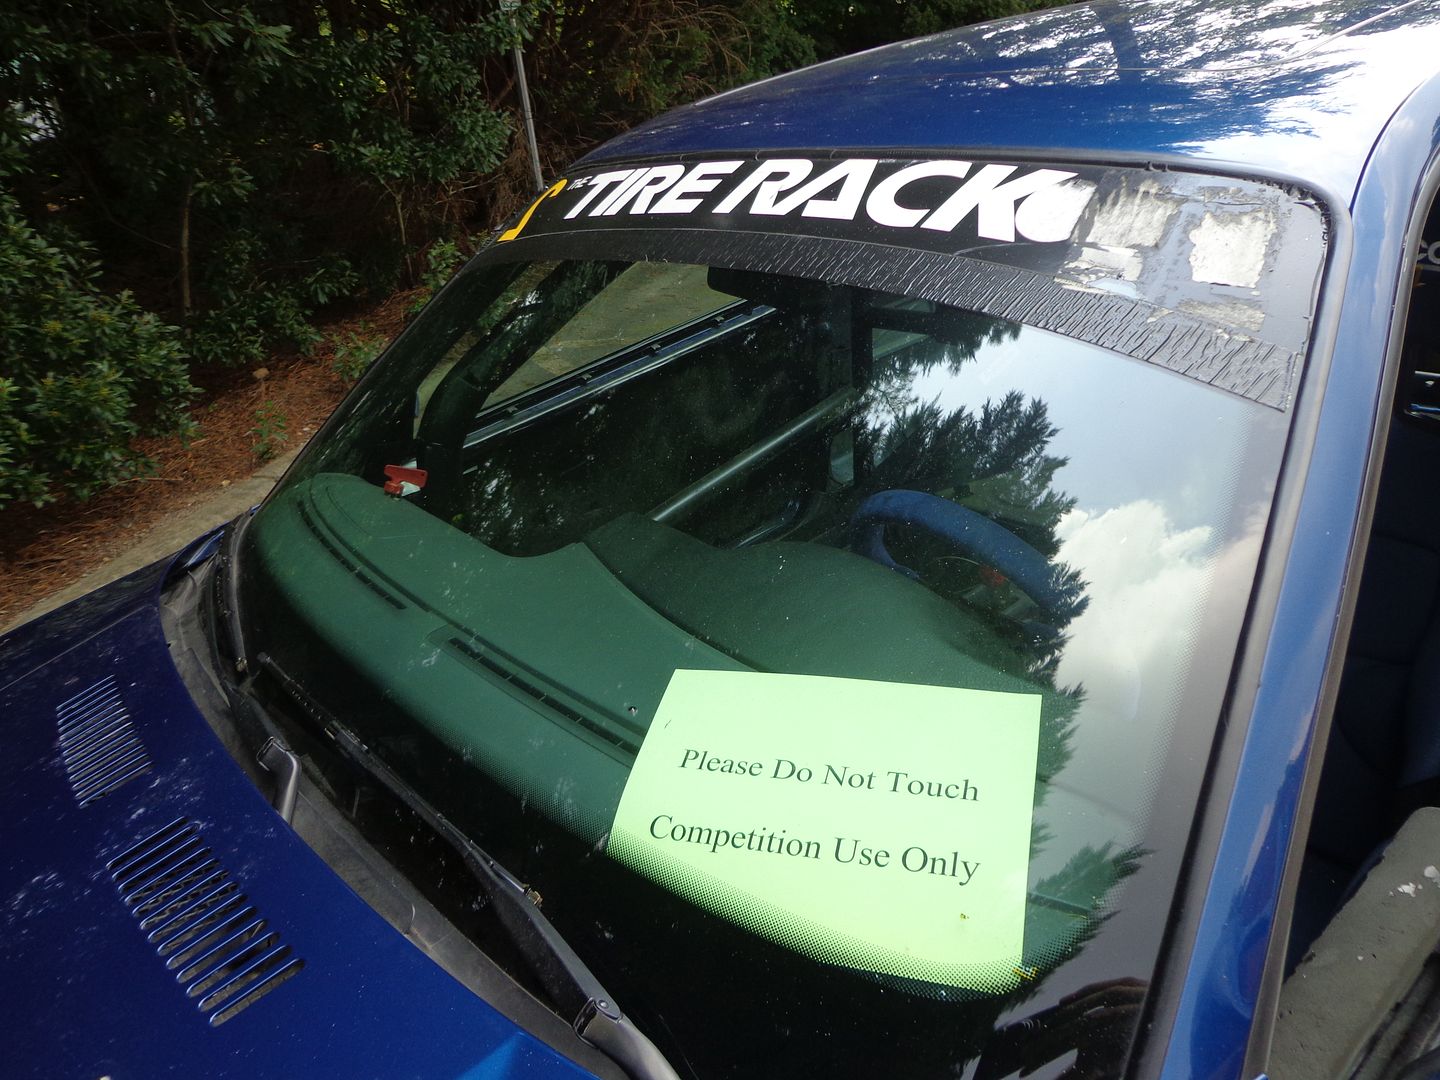 THE TIRE RACK
Please Do Not Touch
Competition Use Only